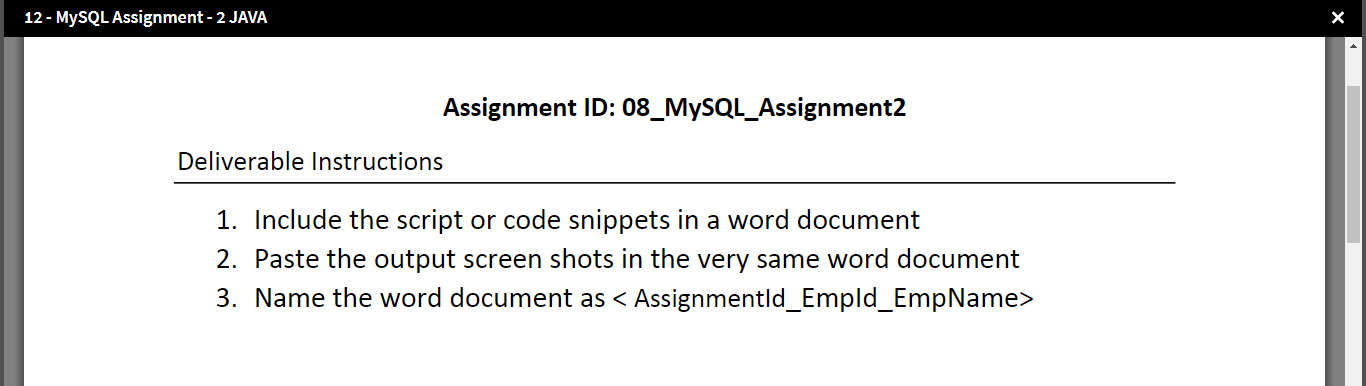 12 - MySQL Assignment - 2 JAVA
Assignment ID: 08_MySQL_Assignment2
Deliverable Instructions
1. Include the script or code snippets in a word document
2. Paste the output screen shots in the very same word document
3. Name the word document as < AssignmentId_EmpId_EmpName>